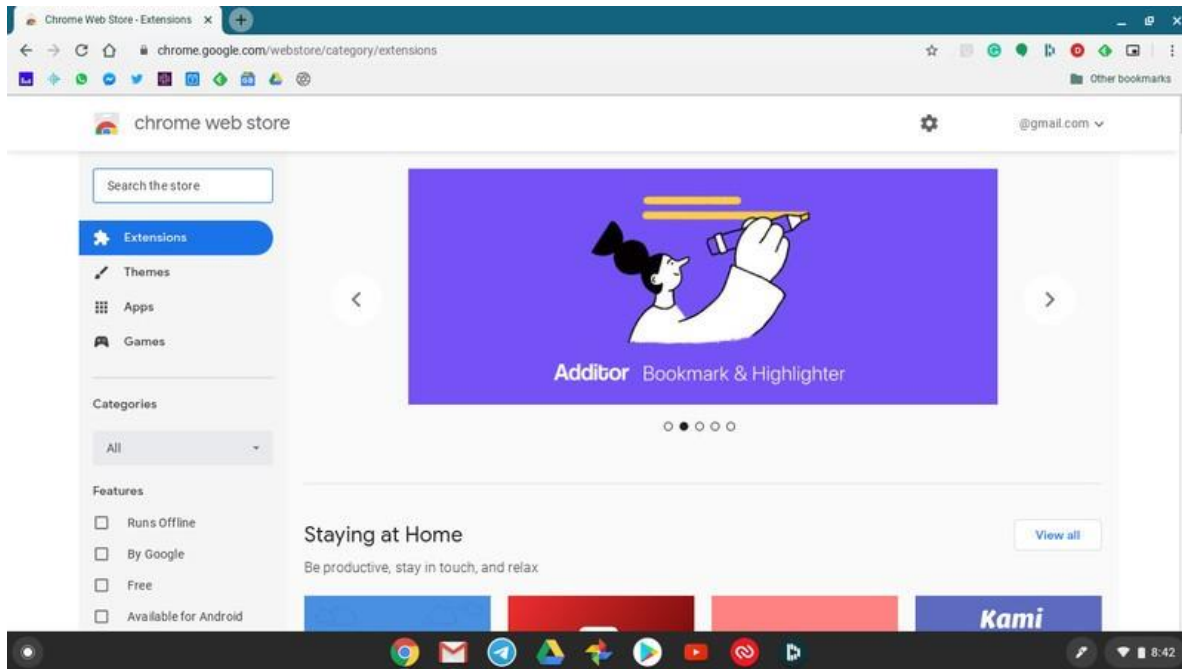 Chrome Web Store - Extensions
chrome.google.com/webstore/category/extensions
Other bookmarks
chrome web store
@gmail.com
Search the store
Extensions
Themes
Apps
Games
Categories
All
Features
Runs Offline
By Google
Free
Available for Android
Additor Bookmark & Highlighter
Staying at Home
View all
Be productive, stay in touch, and relax
Kami
8:42